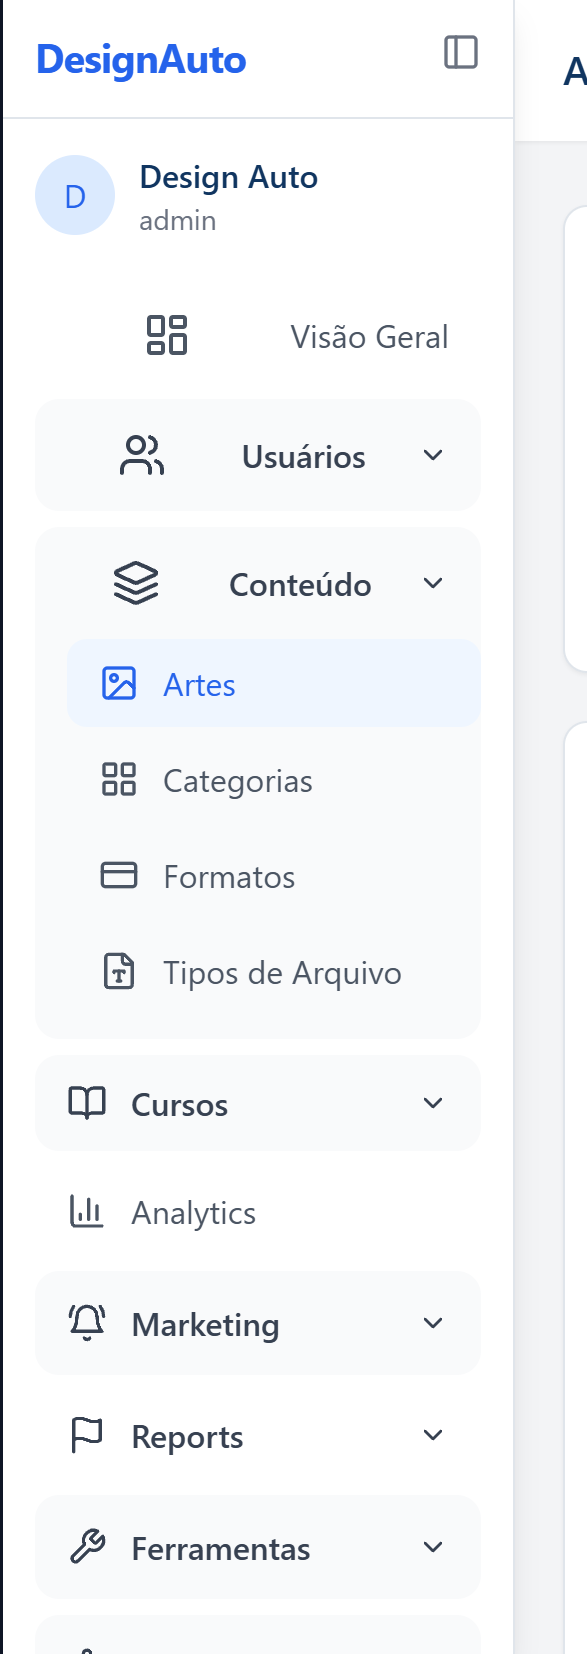 DesignAuto
A
D
Design Auto
admin
Visão Geral
Usuários
Conteúdo
Artes
Categorias
Formatos
Tipos de Arquivo
Cursos
Analytics
Marketing
Reports
Ferramentas